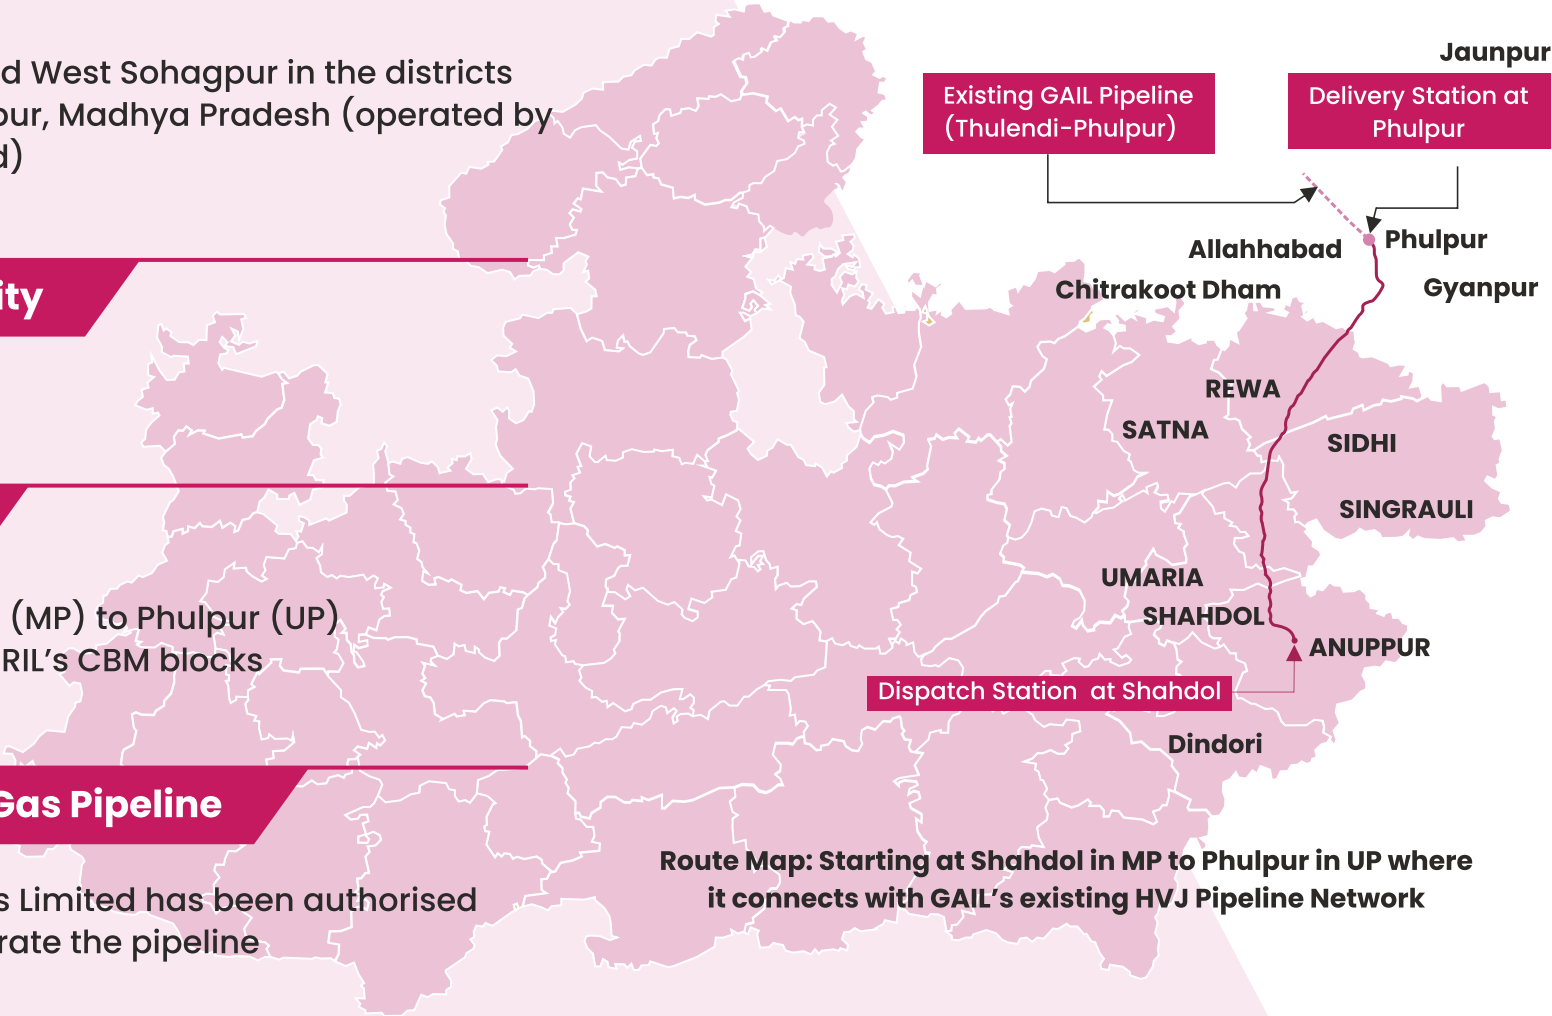 d West Sohagpur in the districts
pur, Madhya Pradesh (operated by
d)
ity
(MP) to Phulpur (UP)
RIL’s CBM blocks
Gas Pipeline
s Limited has been authorised
rate the pipeline
Jaunpur
Existing GAIL Pipeline
(Thulendi-Phulpur)
Delivery Station at
Phulpur
Allahhabad
Phulpur
Chitrakoot Dham
Gyanpur
REWA
SATNA
SIDHI
SINGRAULI
UMARIA
SHAHDOL
ANUPPUR
Dispatch Station at Shahdol
Dindori
Route Map: Starting at Shahdol in MP to Phulpur in UP where
it connects with GAIL’s existing HVJ Pipeline Network